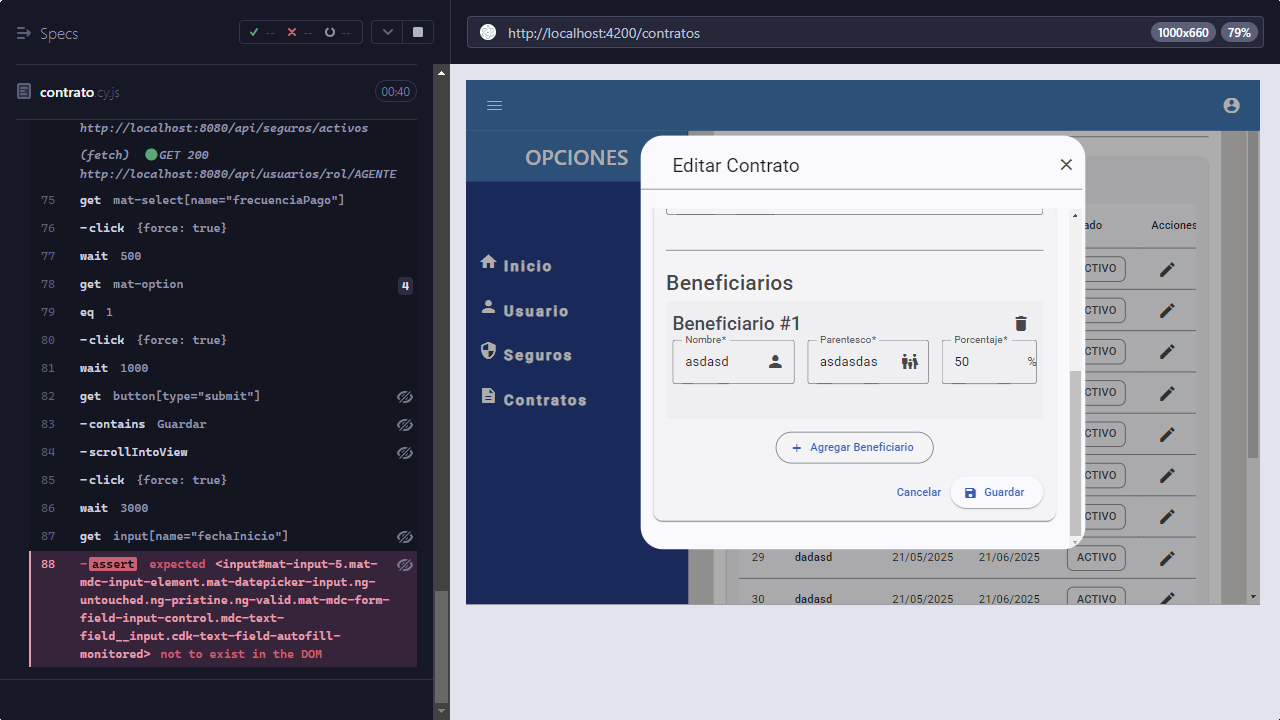 Specs
-- -- --
http://localhost:4200/contratos
1000x660
79%
contrato.cy.js
00:40
http://localhost:8080/api/seguros/activos
(fetch) GET 200
http://localhost:8080/api/usuarios/rol/AGENTE
75 get mat-select[name="frecuenciaPago"]
76 -click {force: true}
77 wait 500
78 get mat-option 4
79 eq 1
80 -click {force: true}
81 wait 1000
82 get button[type="submit"]
83 -contains Guardar
84 -scrollIntoView
85 -click {force: true}
86 wait 3000
87 get input[name="fechaInicio"]
88 -assert expected <input#mat-input-5.mat-
mdc-input-element.mat-datepicker-input.ng-
untouched.ng-pristine.ng-valid.mat-mdc-form-
field-input-control.mdc-text-
field__input.cdk-text-field-autofill-
monitored> not to exist in the DOM
OPCIONES
Inicio
Usuario
Seguros
Contratos
Editar Contrato
Beneficiarios
Beneficiario #1
Nombre* Parentesco* Porcentaje*
asdasd asdasdas 50 %
+ Agregar Beneficiario
Cancelar Guardar
ado Acciones
CTIVO
CTIVO
CTIVO
CTIVO
CTIVO
CTIVO
CTIVO
29 dadasd 21/05/2025 21/06/2025 ACTIVO
30 dadasd 21/05/2025 21/06/2025 ACTIVO